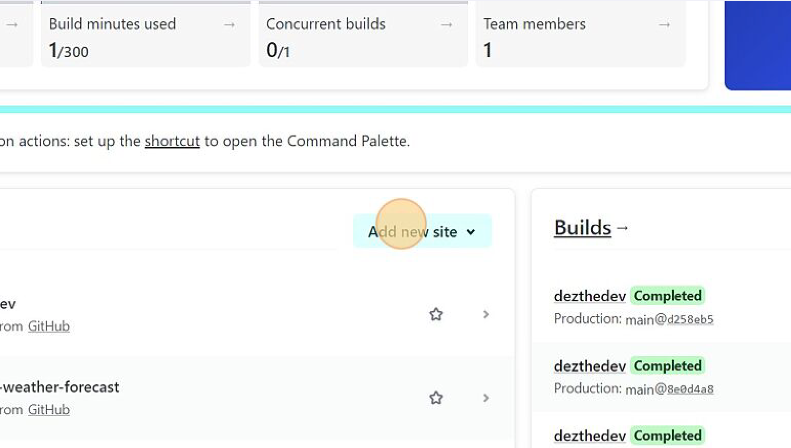 Build minutes used →
1/300
Concurrent builds →
0/1
Team members →
1
on actions: set up the shortcut to open the Command Palette.
Add new site
Builds →
ev
rom GitHub
-weather-forecast
rom GitHub
dezthedev Completed
Production: main@d258eb5
dezthedev Completed
Production: main@8e0d4a8
dezthedev Completed